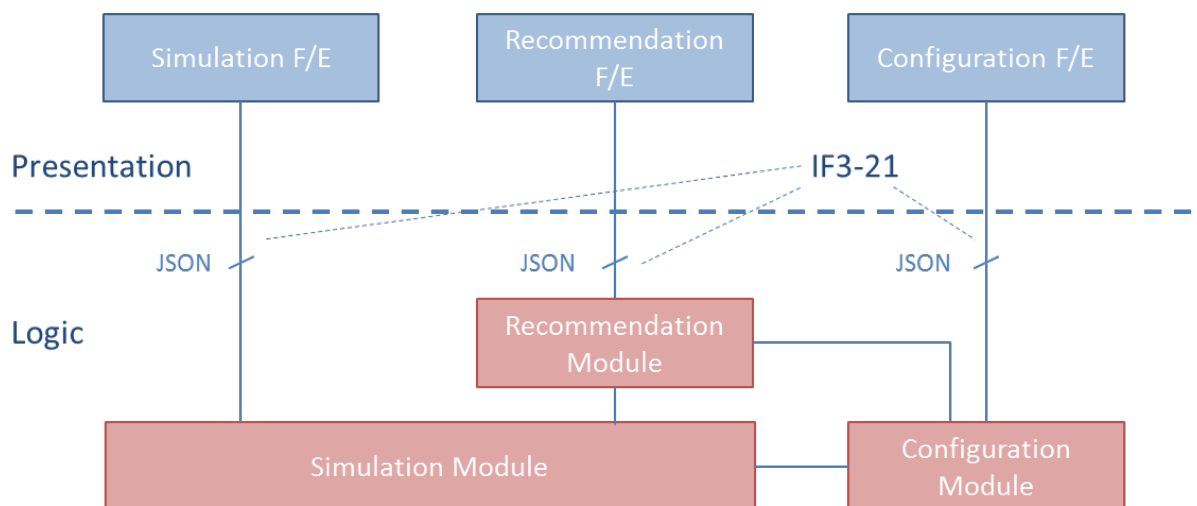 Simulation F/E
Recommendation
F/E
Configuration F/E
Presentation
IF3-21
JSON
JSON
JSON
Logic
Recommendation
Module
Simulation Module
Configuration
Module